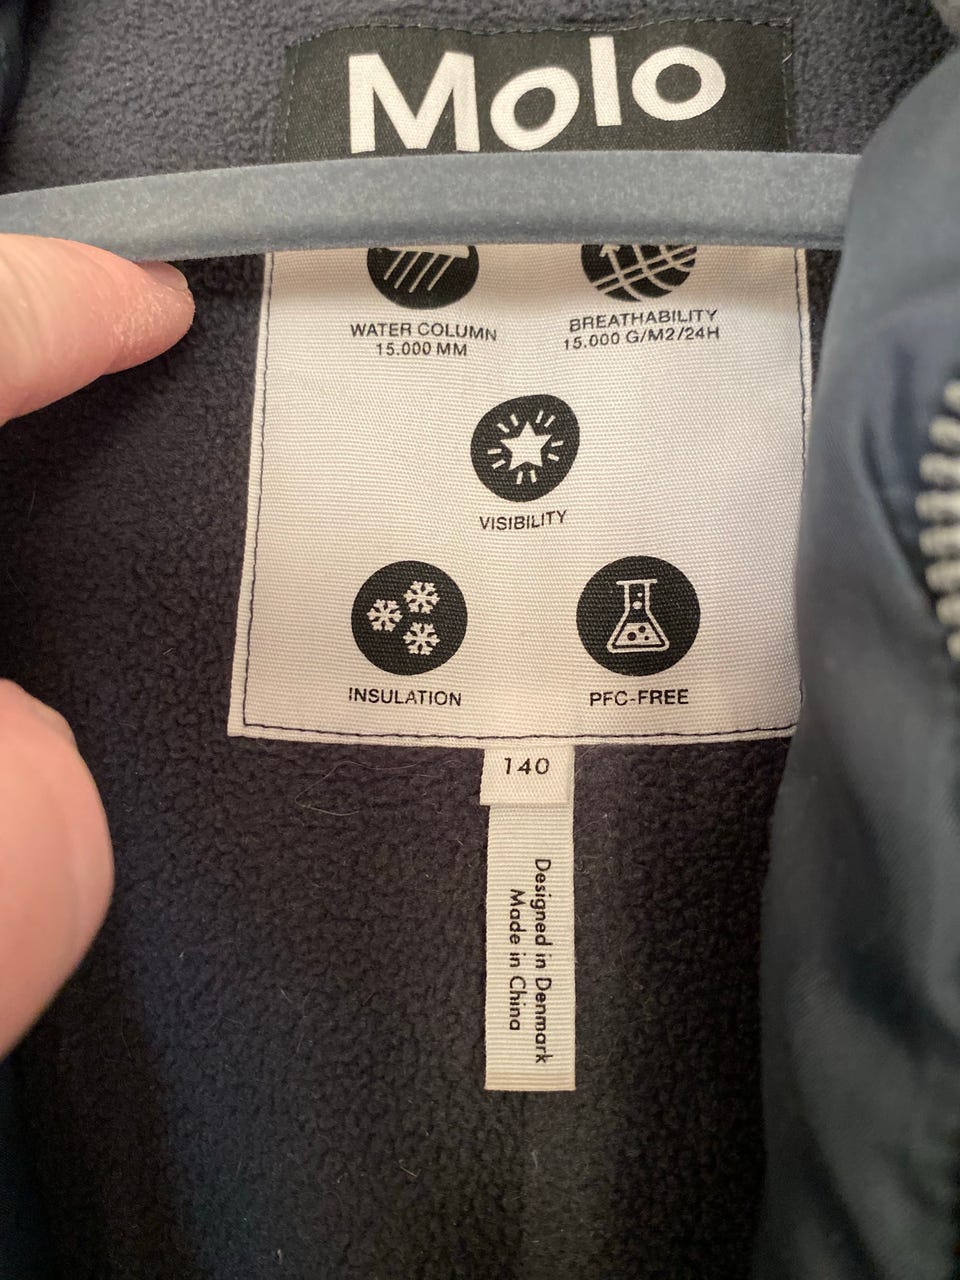 Molo
WATER COLUMN
15.000 MM
BREATHABILITY
15.000 G/M2/24H
VISIBILITY
INSULATION
PFC-FREE
140
Designed in Denmark
Made in China